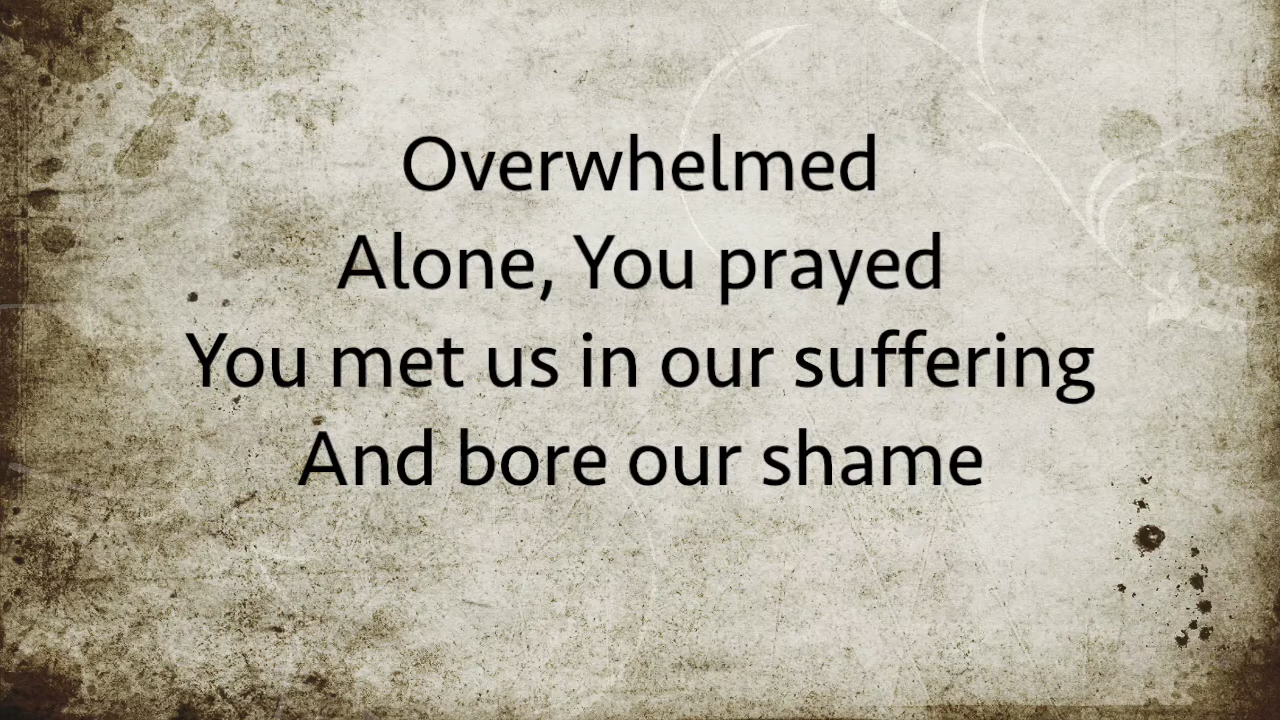 Overwhelmed
Alone, You prayed
You met us in our suffering
And bore our shame